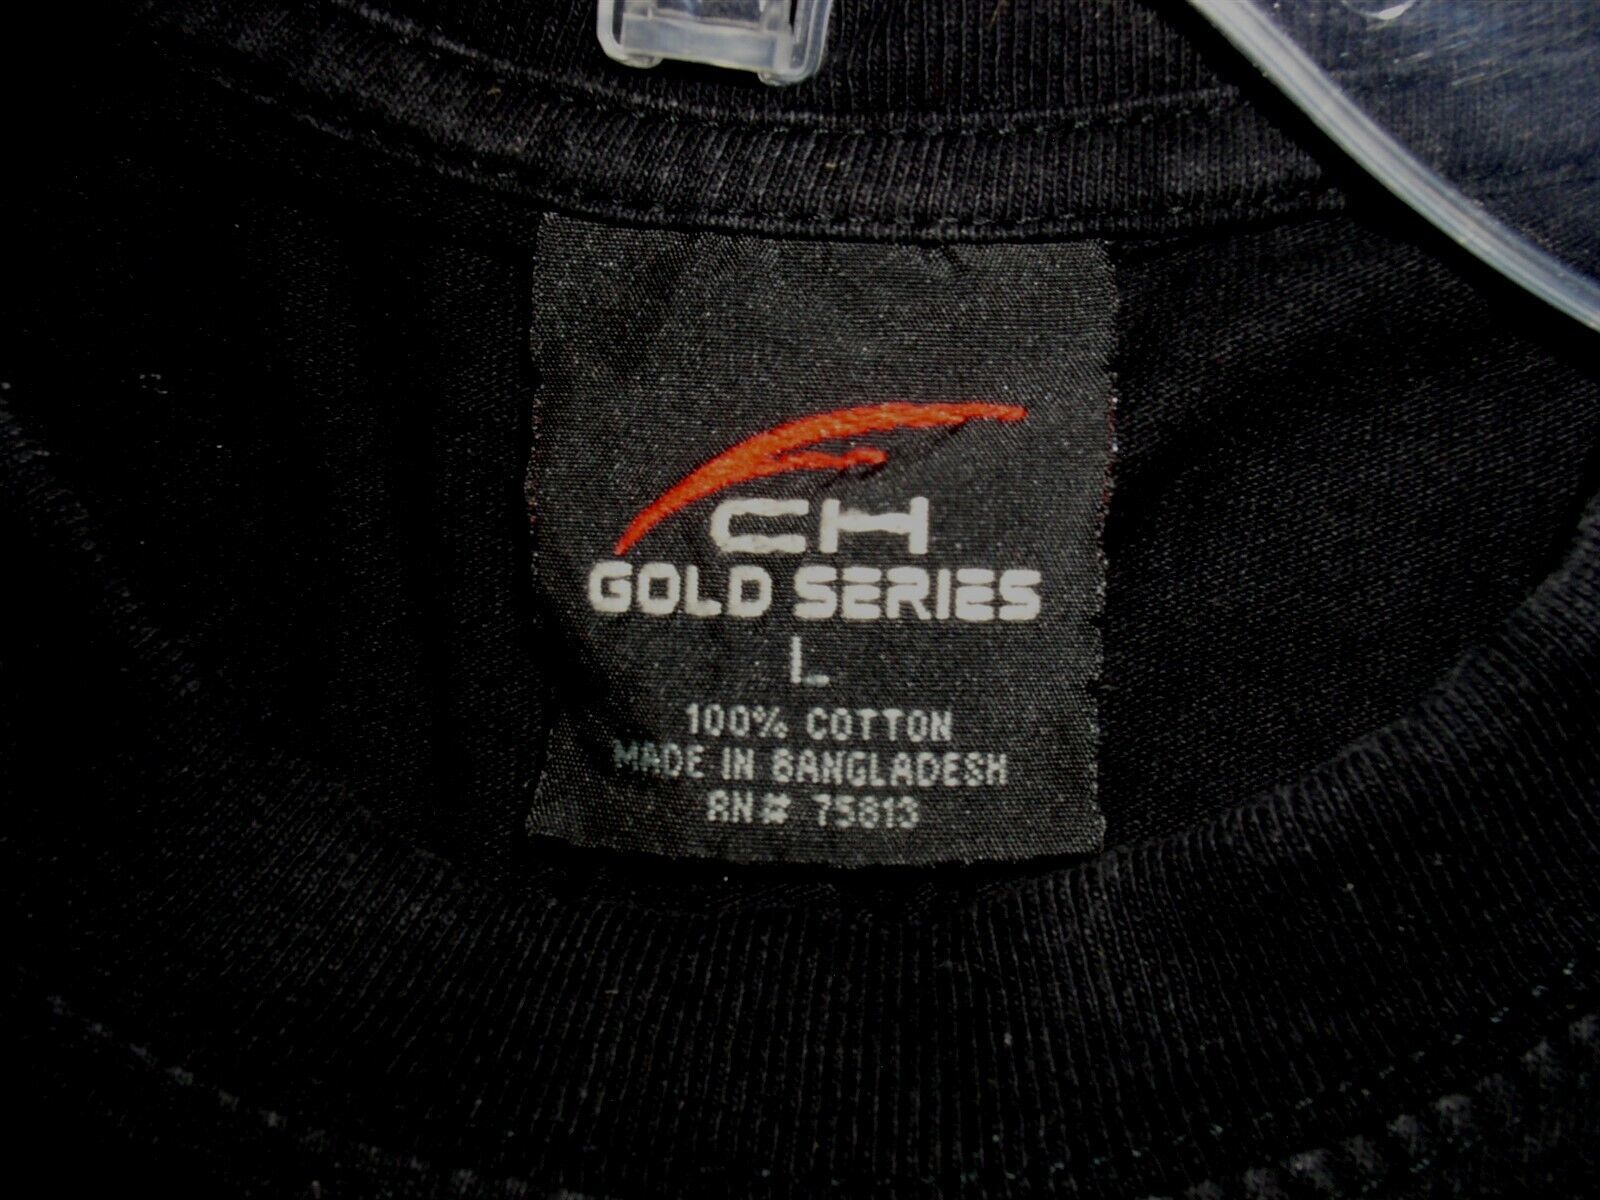 CH
GOLD SERIES
L
100% COTTON
MADE IN BANGLADESH
RN# 75813